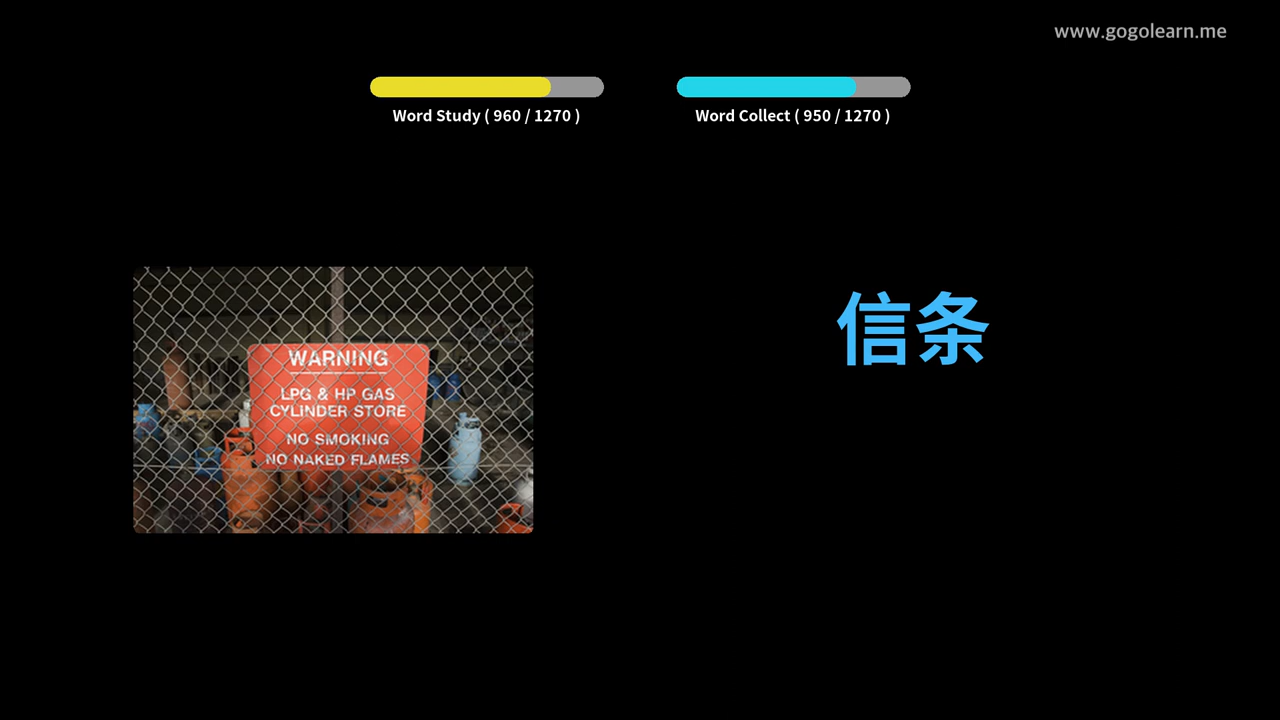 www.gogolearn.me
Word Study ( 960 / 1270 )
Word Collect ( 950 / 1270 )
WARNING
LPG & HP GAS
CYLINDER STORE
NO SMOKING
NO NAKED FLAMES
信条